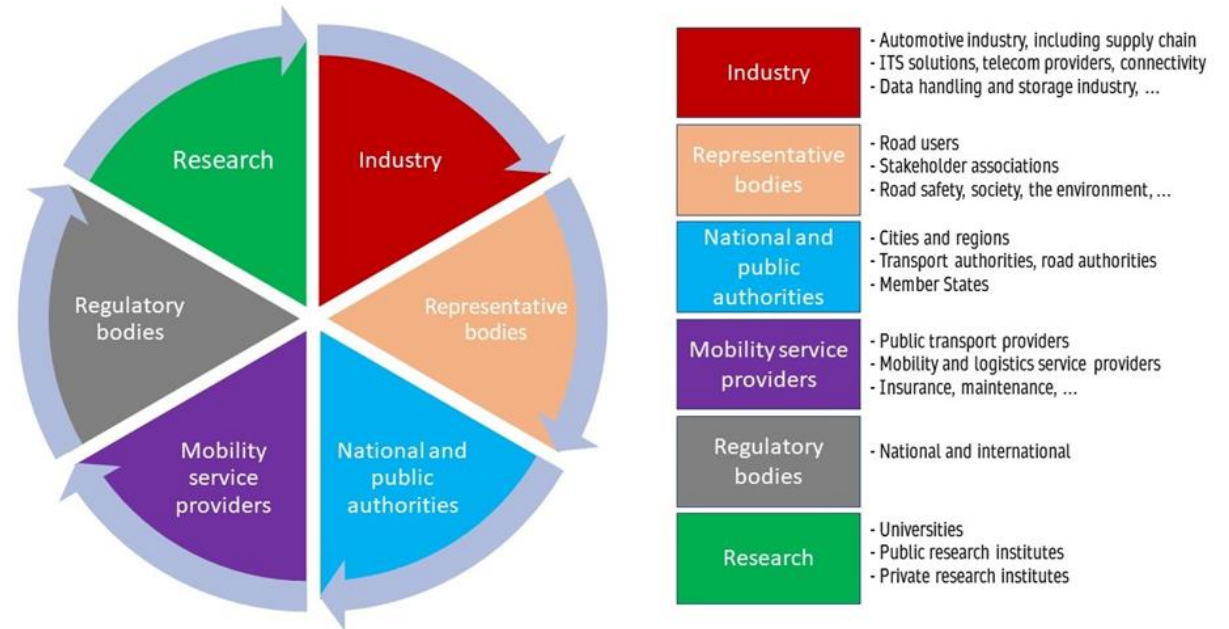 Research
Industry
Regulatory
bodies
Representative
bodies
Mobility
service
providers
National and
public
authorities
Industry
- Automotive industry, including supply chain
- ITS solutions, telecom providers, connectivity
- Data handling and storage industry, ...
Representative
bodies
- Road users
- Stakeholder associations
- Road safety, society, the environment, ...
National and
public
authorities
- Cities and regions
- Transport authorities, road authorities
- Member States
Mobility service
providers
- Public transport providers
- Mobility and logistics service providers
- Insurance, maintenance, ...
Regulatory
bodies
- National and international
Research
- Universities
- Public research institutes
- Private research institutes